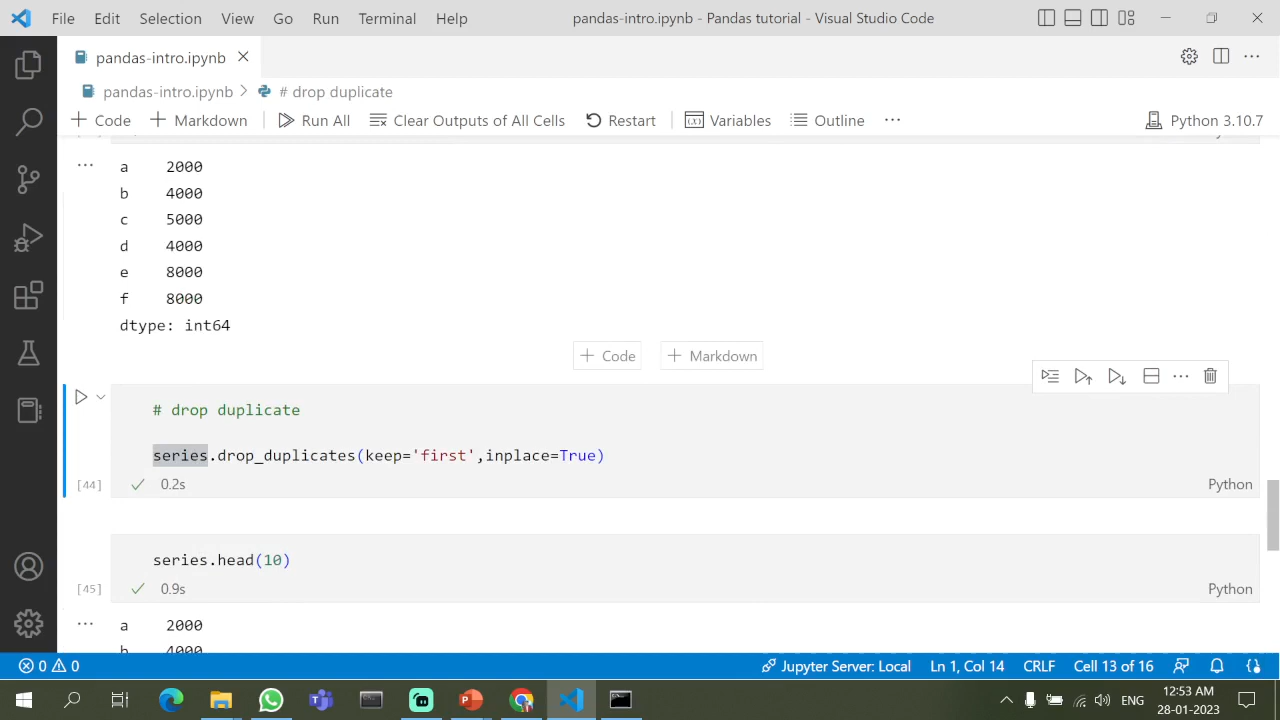 File Edit Selection View Go Run Terminal Help pandas-intro.ipynb - Pandas tutorial - Visual Studio Code
pandas-intro.ipynb
pandas-intro.ipynb > # drop duplicate
+ Code + Markdown Run All Clear Outputs of All Cells Restart Variables Outline ... Python 3.10.7
... a 2000
b 4000
c 5000
d 4000
e 8000
f 8000
dtype: int64
+ Code + Markdown
# drop duplicate
series.drop_duplicates(keep='first',inplace=True)
[44] 0.2s Python
series.head(10)
[45] 0.9s Python
... a 2000
b 4000
0 0 Jupyter Server: Local Ln 1, Col 14 CRLF Cell 13 of 16
ENG 12:53 AM
28-01-2023